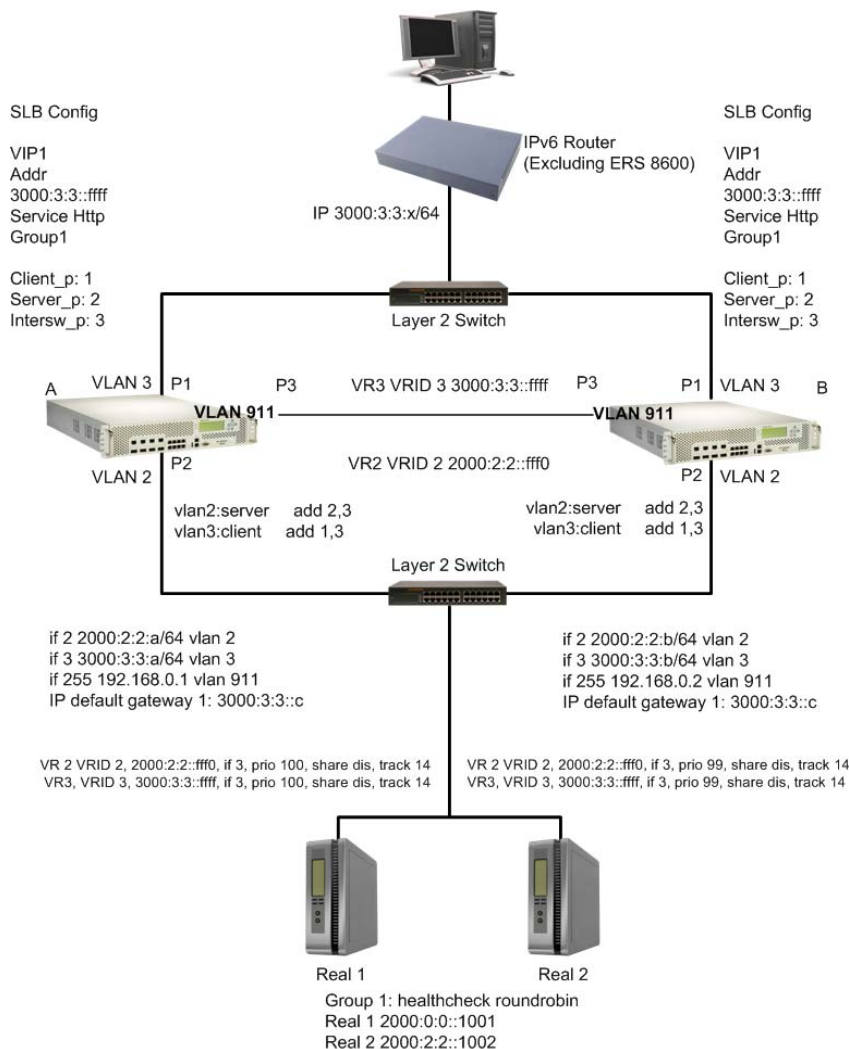 SLB Config
VIP1
Addr
3000:3:3::ffff
Service Http
Group1
Client_p: 1
Server_p: 2
Intersw_p: 3
IPv6 Router
(Excluding ERS 8600)
IP 3000:3:3:x/64
SLB Config
VIP1
Addr
3000:3:3::ffff
Service Http
Group1
Client_p: 1
Server_p: 2
Intersw_p: 3
Layer 2 Switch
A
VLAN 3
P1
P3
VR3 VRID 3 3000:3:3::ffff
P3
P1
VLAN 3
B
VLAN 911
VLAN 911
VLAN 2
P2
VR2 VRID 2 2000:2:2::fff0
P2
VLAN 2
vlan2:server add 2,3
vlan3:client add 1,3
vlan2:server add 2,3
vlan3:client add 1,3
Layer 2 Switch
if 2 2000:2:2:a/64 vlan 2
if 3 3000:3:3:a/64 vlan 3
if 255 192.168.0.1 vlan 911
IP default gateway 1: 3000:3:3::c
if 2 2000:2:2:b/64 vlan 2
if 3 3000:3:3:b/64 vlan 3
if 255 192.168.0.2 vlan 911
IP default gateway 1: 3000:3:3::c
VR 2 VRID 2, 2000:2:2::fff0, if 3, prio 100, share dis, track 14
VR3, VRID 3, 3000:3:3::ffff, if 3, prio 100, share dis, track 14
VR 2 VRID 2, 2000:2:2::fff0, if 3, prio 99, share dis, track 14
VR3, VRID 3, 3000:3:3::ffff, if 3, prio 99, share dis, track 14
Real 1
Real 2
Group 1: healthcheck roundrobin
Real 1 2000:0:0::1001
Real 2 2000:2:2::1002